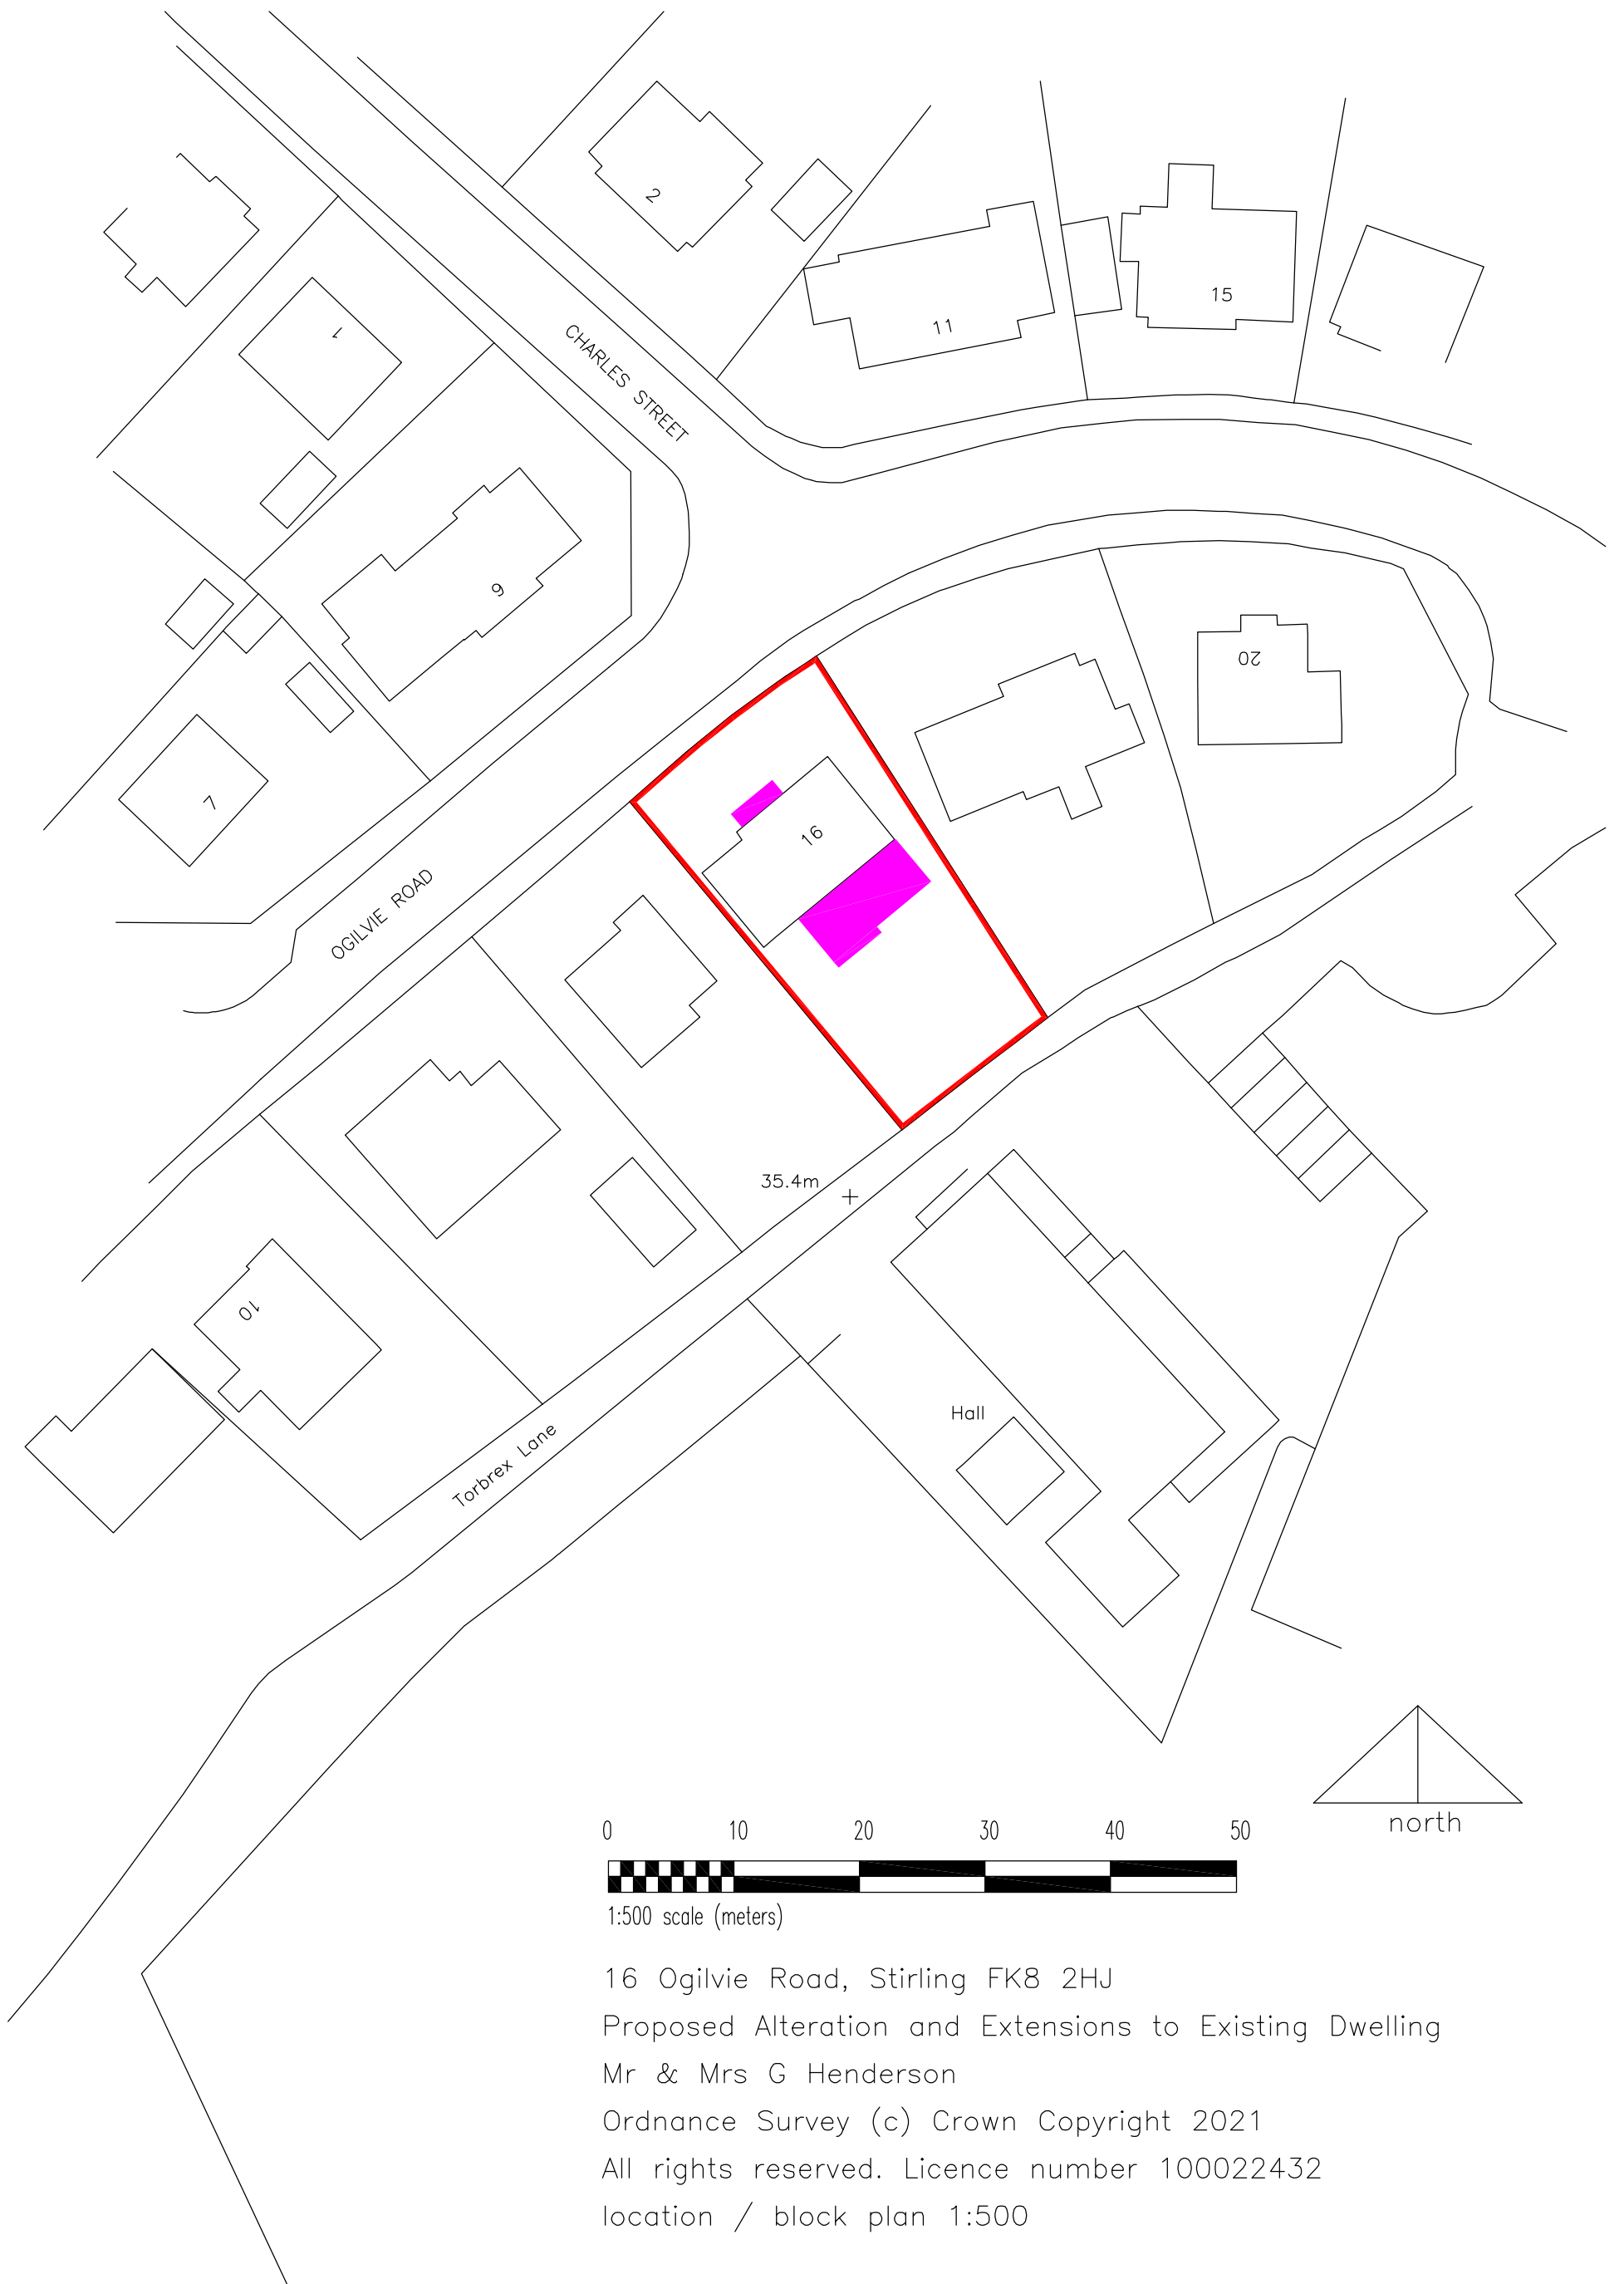 2
1
11
15
CHARLES STREET
9
20
7
16
OGILVIE ROAD
35.4m
10
Hall
Torbrex Lane
north
0 10 20 30 40 50
1:500 scale (meters)
16 Ogilvie Road, Stirling FK8 2HJ
Proposed Alteration and Extensions to Existing Dwelling
Mr & Mrs G Henderson
Ordnance Survey (c) Crown Copyright 2021
All rights reserved. Licence number 100022432
location / block plan 1:500